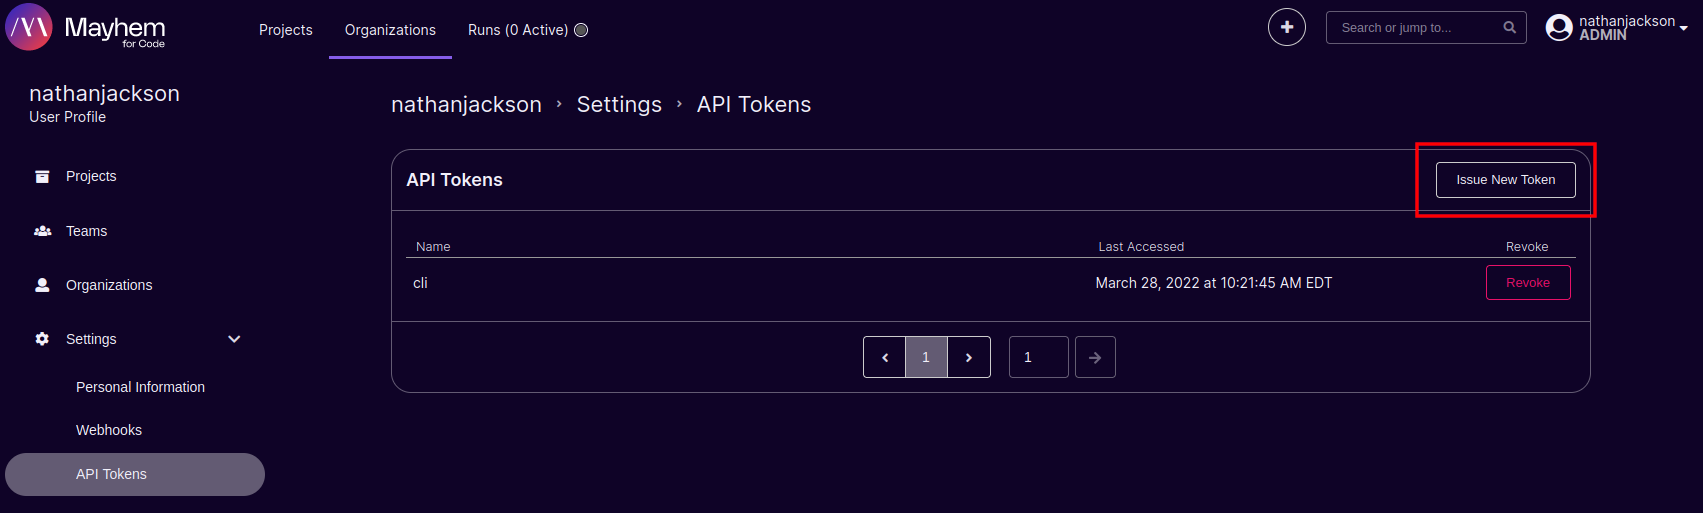 Mayhem
for Code
Projects
Organizations
Runs (0 Active)
Search or jump to...
nathanjackson
ADMIN
nathanjackson
User Profile
Projects
Teams
Organizations
Settings
Personal Information
Webhooks
API Tokens
nathanjackson › Settings › API Tokens
API Tokens
Issue New Token
Name Last Accessed Revoke
cli March 28, 2022 at 10:21:45 AM EDT Revoke
1 1